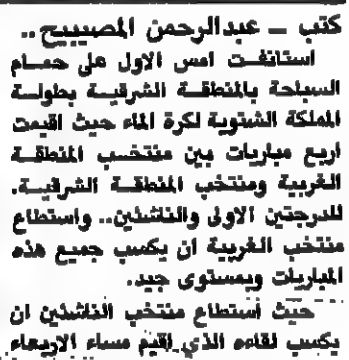 كتب ــ عبدالرحمن المصيبيح ..
استانفت امس الاول على حمام
السباحة بالمنطقة الشرقية بطولة
المملكة الشتوية لكرة الماء حيث اقيمت
اربع مباريات بين منتخب المنطقة
الغربية ومنتخب المنطقة الشرقية.
للدرجتين الاولى والناشئين.. واستطاع
منتخب الغربية ان يكسب جميع هذه
المباريات وبمستوى جيد.
حيث استطاع منتخب الناشئين ان
يكسب لقاءه الذي اقيم مساء الاربعاء